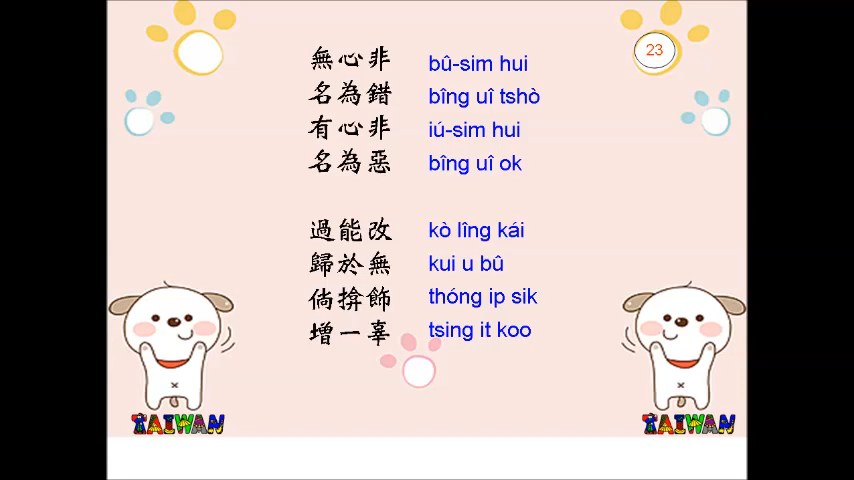 23
無心非 bû-sim hui
名為錯 bîng uî tshò
有心非 iú-sim hui
名為惡 bîng uî ok
過能改 kò lîng kái
歸於無 kui u bû
倘揜飾 thóng ip sik
增一辜 tsing it koo
TAIWAN
TAIWAN